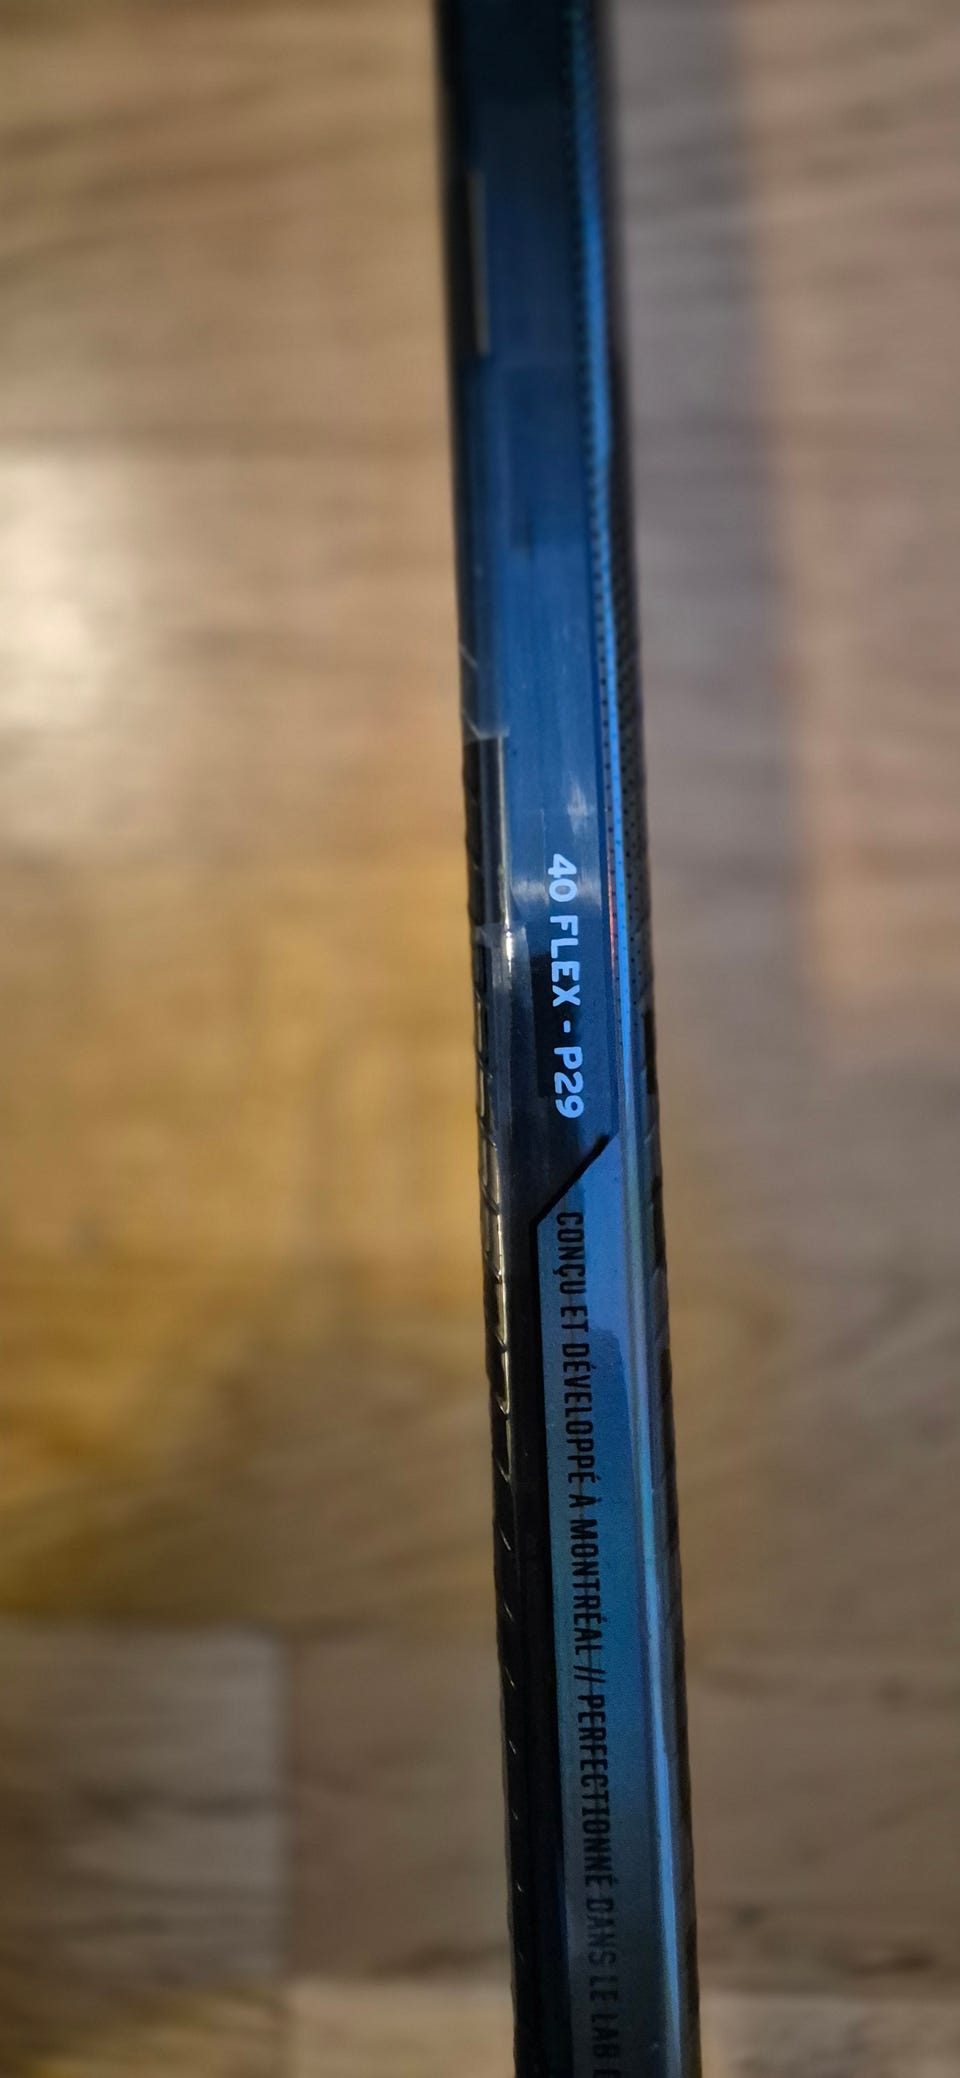 40 FLEX - P29
CONÇU ET DÉVELOPPÉ À MONTRÉAL // PERFECTIONNÉ DANS LE LAB